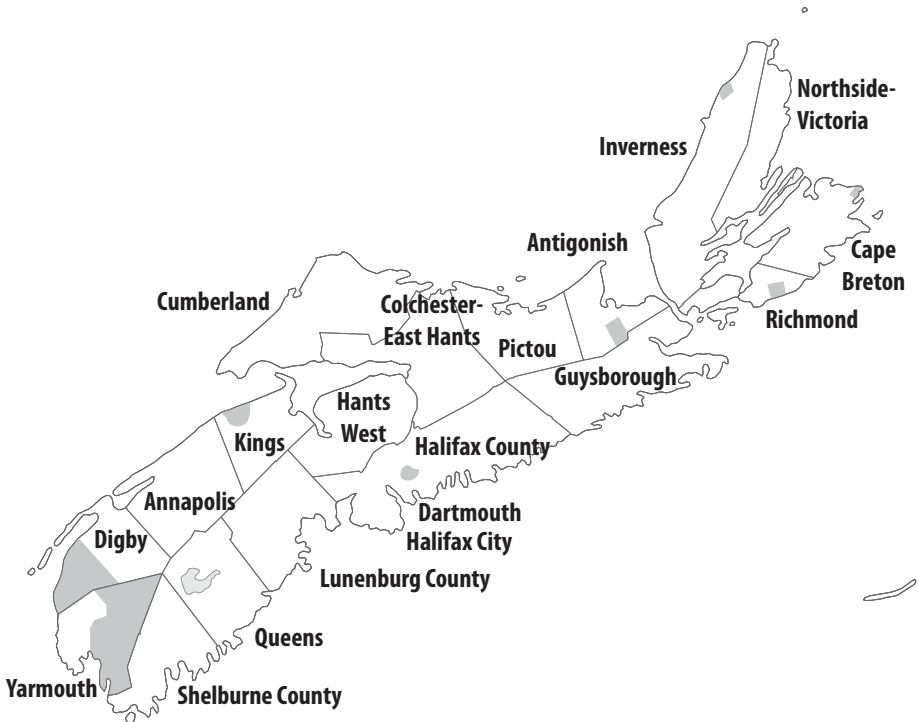 Northside-
Victoria
Inverness
Antigonish
Cape
Breton
Cumberland
Colchester-
East Hants
Richmond
Pictou
Guysborough
Hants
West
Kings
Halifax County
Annapolis
Dartmouth
Halifax City
Digby
Lunenburg County
Queens
Yarmouth
Shelburne County